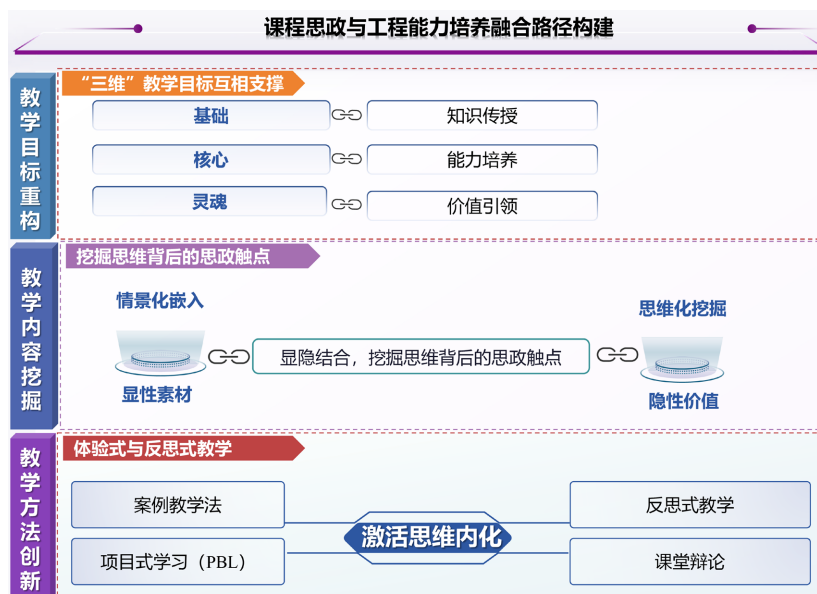 课程思政与工程能力培养融合路径构建
教学目标重构
“三维”教学目标互相支撑
基础
知识传授
核心
能力培养
灵魂
价值引领
教学内容挖掘
挖掘思维背后的思政触点
情景化嵌入
思维化挖掘
显隐结合，挖掘思维背后的思政触点
显性素材
隐性价值
教学方法创新
体验式与反思式教学
案例教学法
反思式教学
激活思维内化
项目式学习（PBL）
课堂辩论